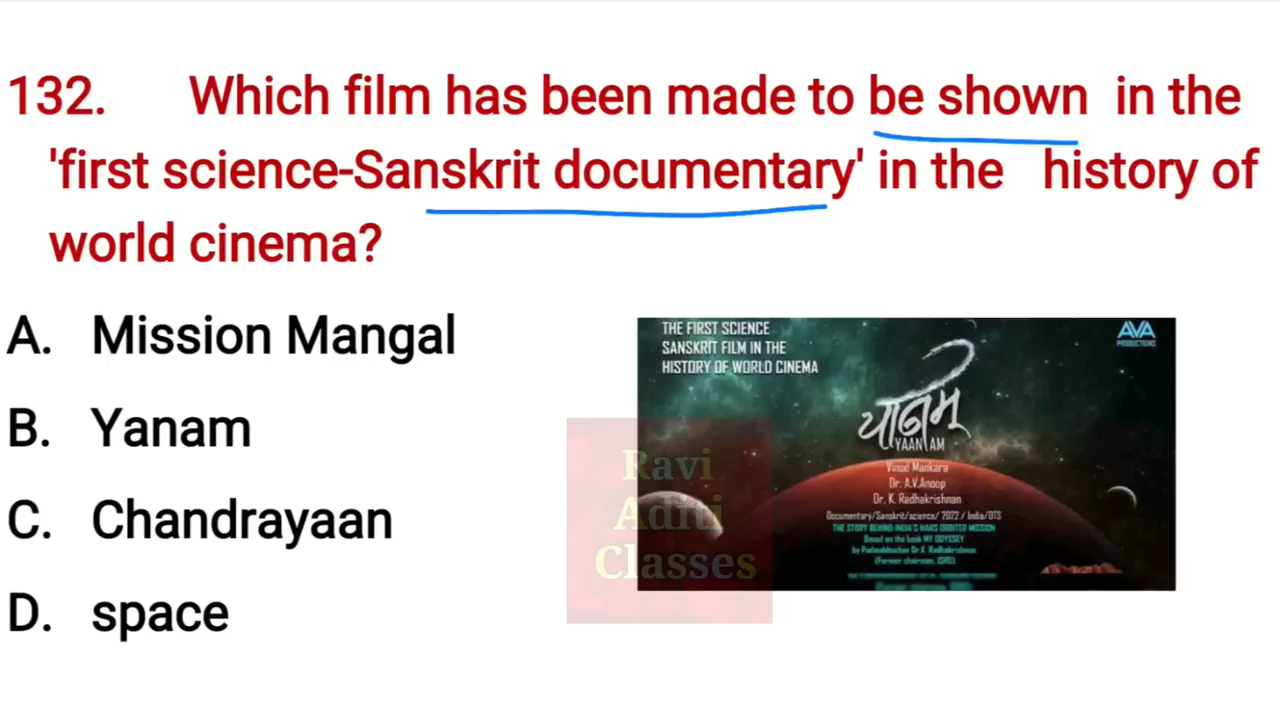 132. Which film has been made to be shown in the
'first science-Sanskrit documentary' in the history of
world cinema?
A. Mission Mangal
B. Yanam
C. Chandrayaan
D. space
THE FIRST SCIENCE
SANSKRIT FILM IN THE
HISTORY OF WORLD CINEMA
AVA
PRODUCTIONS
यानम्
YAANAM
Vinod Mankara
Dr. A.V.Anoop
Dr. K. Radhakrishnan
Documentary/Sanskrit/science/ 2022 / India/DTS
THE STORY BEHIND INDIA'S MARS ORBITER MISSION
Based on the book MY ODYSSEY
by Padmabhooshan Dr.K. Radhakrishnan
(Former chairman, ISRO)
Ravi
Aditi
Classes